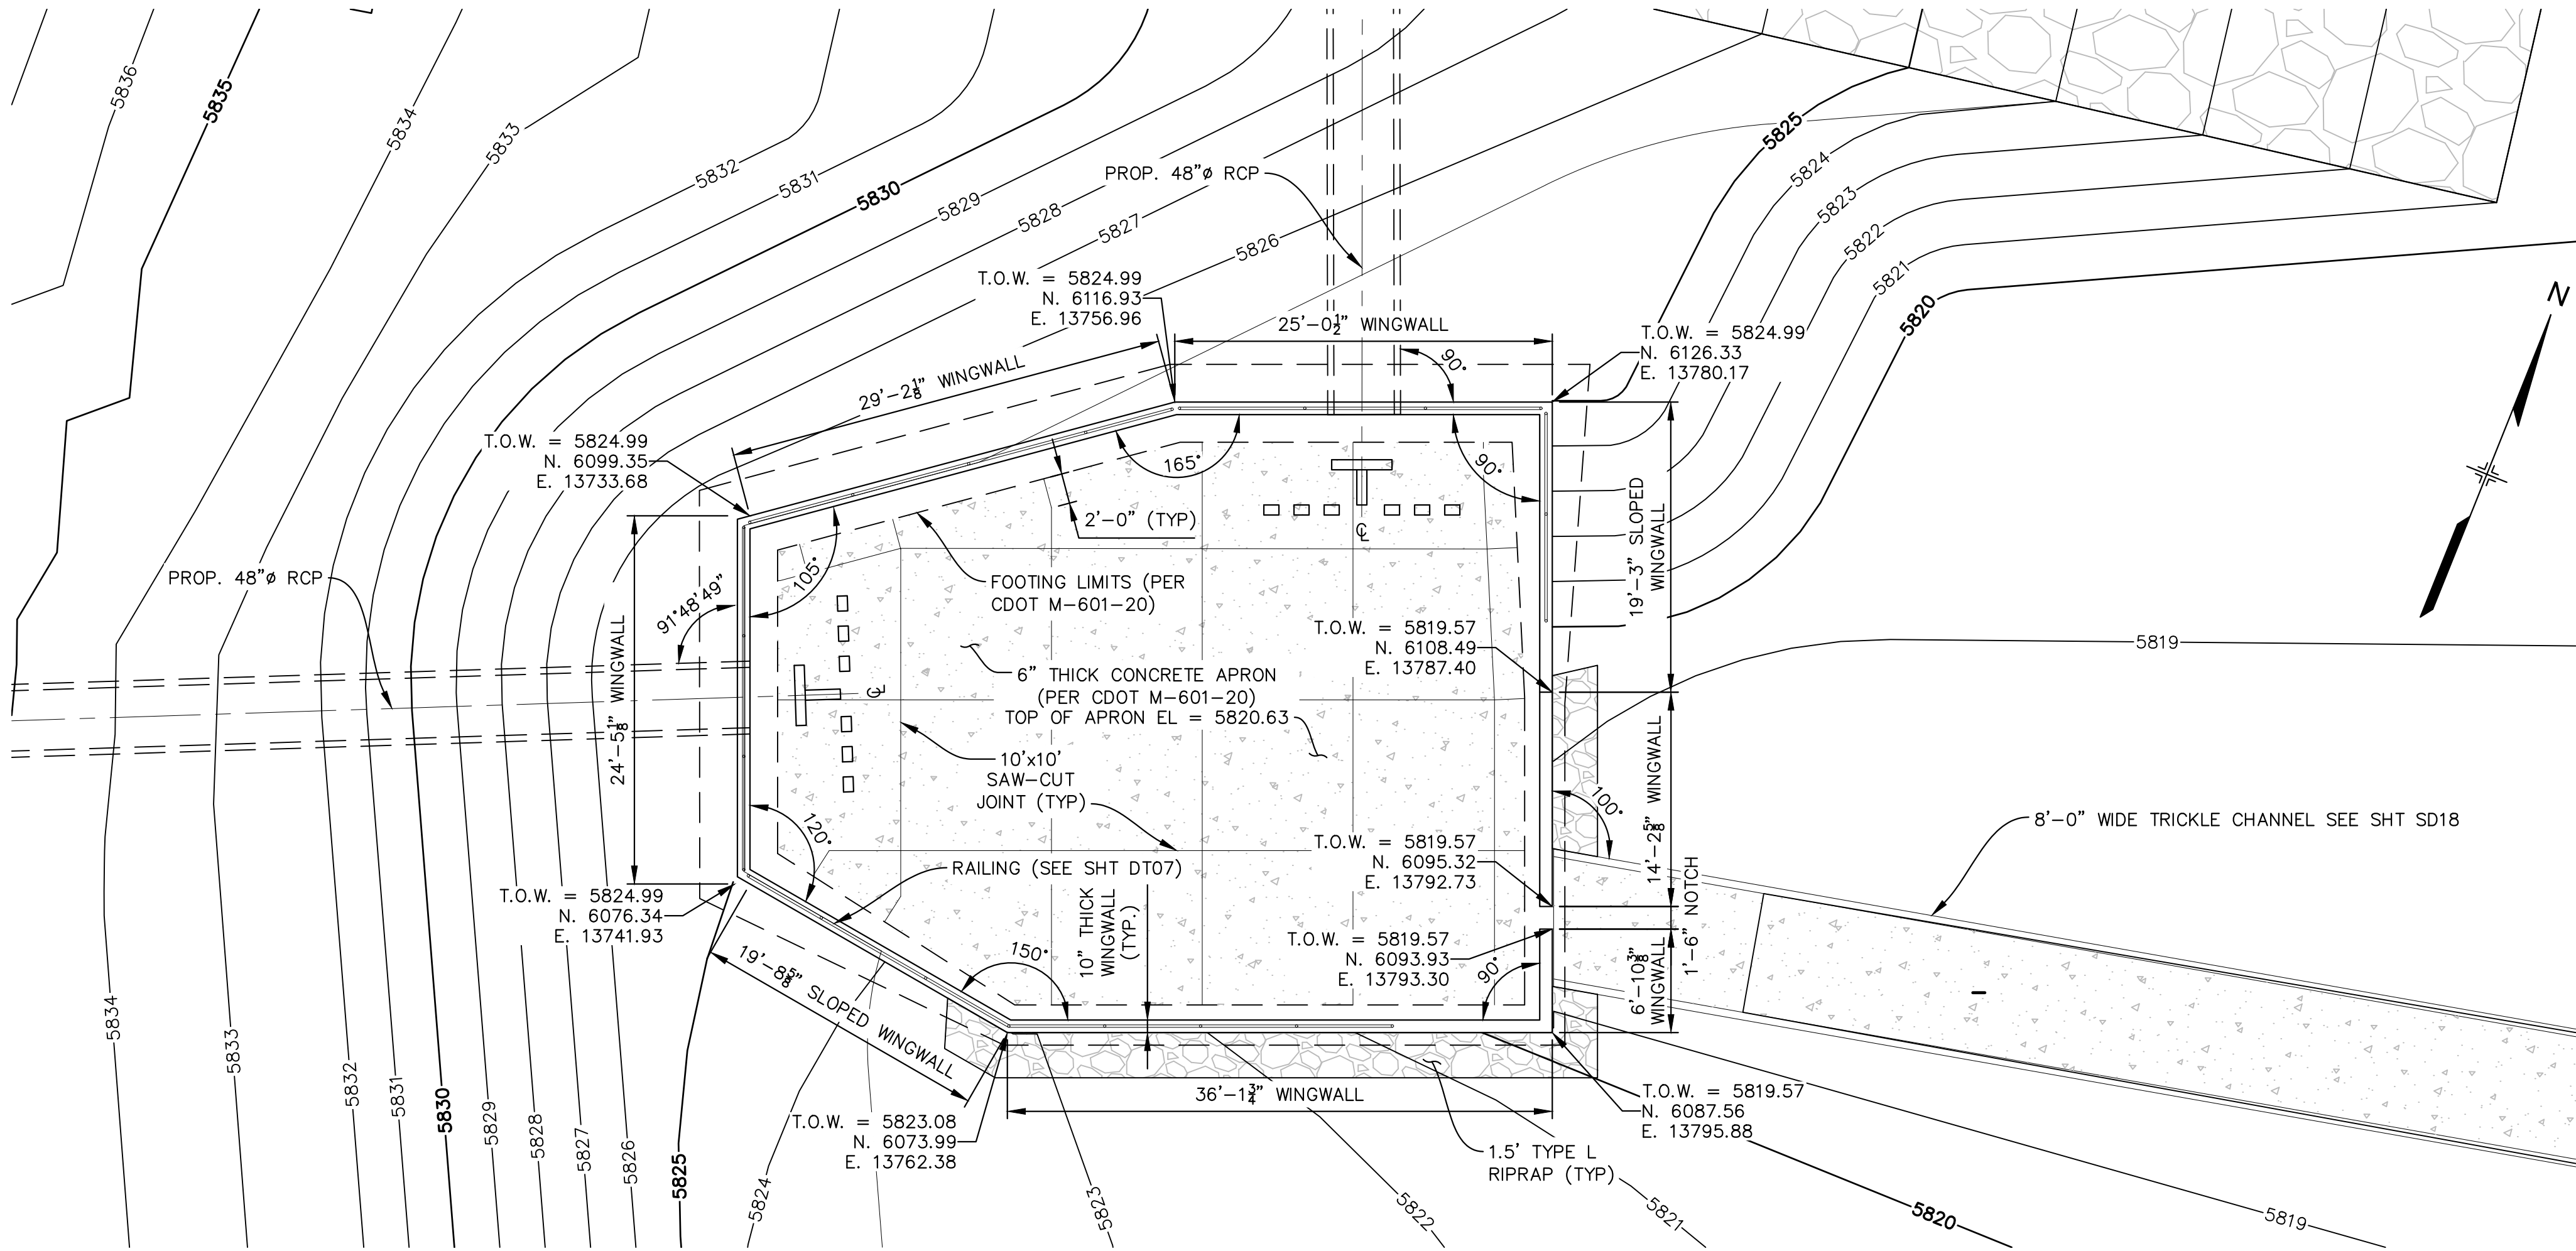 5836
5835
5834
5833
5832
5831
5830
5829
5828
5827
5826
5825
5824
5823
5822
5821
5820
N
PROP. 48"ø RCP
T.O.W. = 5824.99
N. 6116.93
E. 13756.96
25'-0½" WINGWALL
90°
T.O.W. = 5824.99
N. 6126.33
E. 13780.17
29'-2⅛" WINGWALL
T.O.W. = 5824.99
N. 6099.35
E. 13733.68
165°
90°
2'-0" (TYP)
℄
19'-3" SLOPED
WINGWALL
PROP. 48"ø RCP
91°48'49"
105°
FOOTING LIMITS (PER
CDOT M-601-20)
T.O.W. = 5819.57
N. 6108.49
E. 13787.40
5819
24'-5⅛" WINGWALL
℄
6" THICK CONCRETE APRON
(PER CDOT M-601-20)
TOP OF APRON EL = 5820.63
10'x10'
SAW-CUT
JOINT (TYP)
14'-2⅝" WINGWALL
100°
8'-0" WIDE TRICKLE CHANNEL SEE SHT SD18
120°
RAILING (SEE SHT DT07)
T.O.W. = 5819.57
N. 6095.32
E. 13792.73
1'-6" NOTCH
T.O.W. = 5824.99
N. 6076.34
E. 13741.93
10" THICK
WINGWALL
(TYP.)
150°
T.O.W. = 5819.57
N. 6093.93
E. 13793.30
90°
6'-10⅜"
WINGWALL
19'-8⅝" SLOPED WINGWALL
36'-1¾" WINGWALL
T.O.W. = 5823.08
N. 6073.99
E. 13762.38
T.O.W. = 5819.57
N. 6087.56
E. 13795.88
1.5' TYPE L
RIPRAP (TYP)
5834
5833
5832
5831
5830
5829
5828
5827
5826
5825
5824
5823
5822
5821
5820
5819